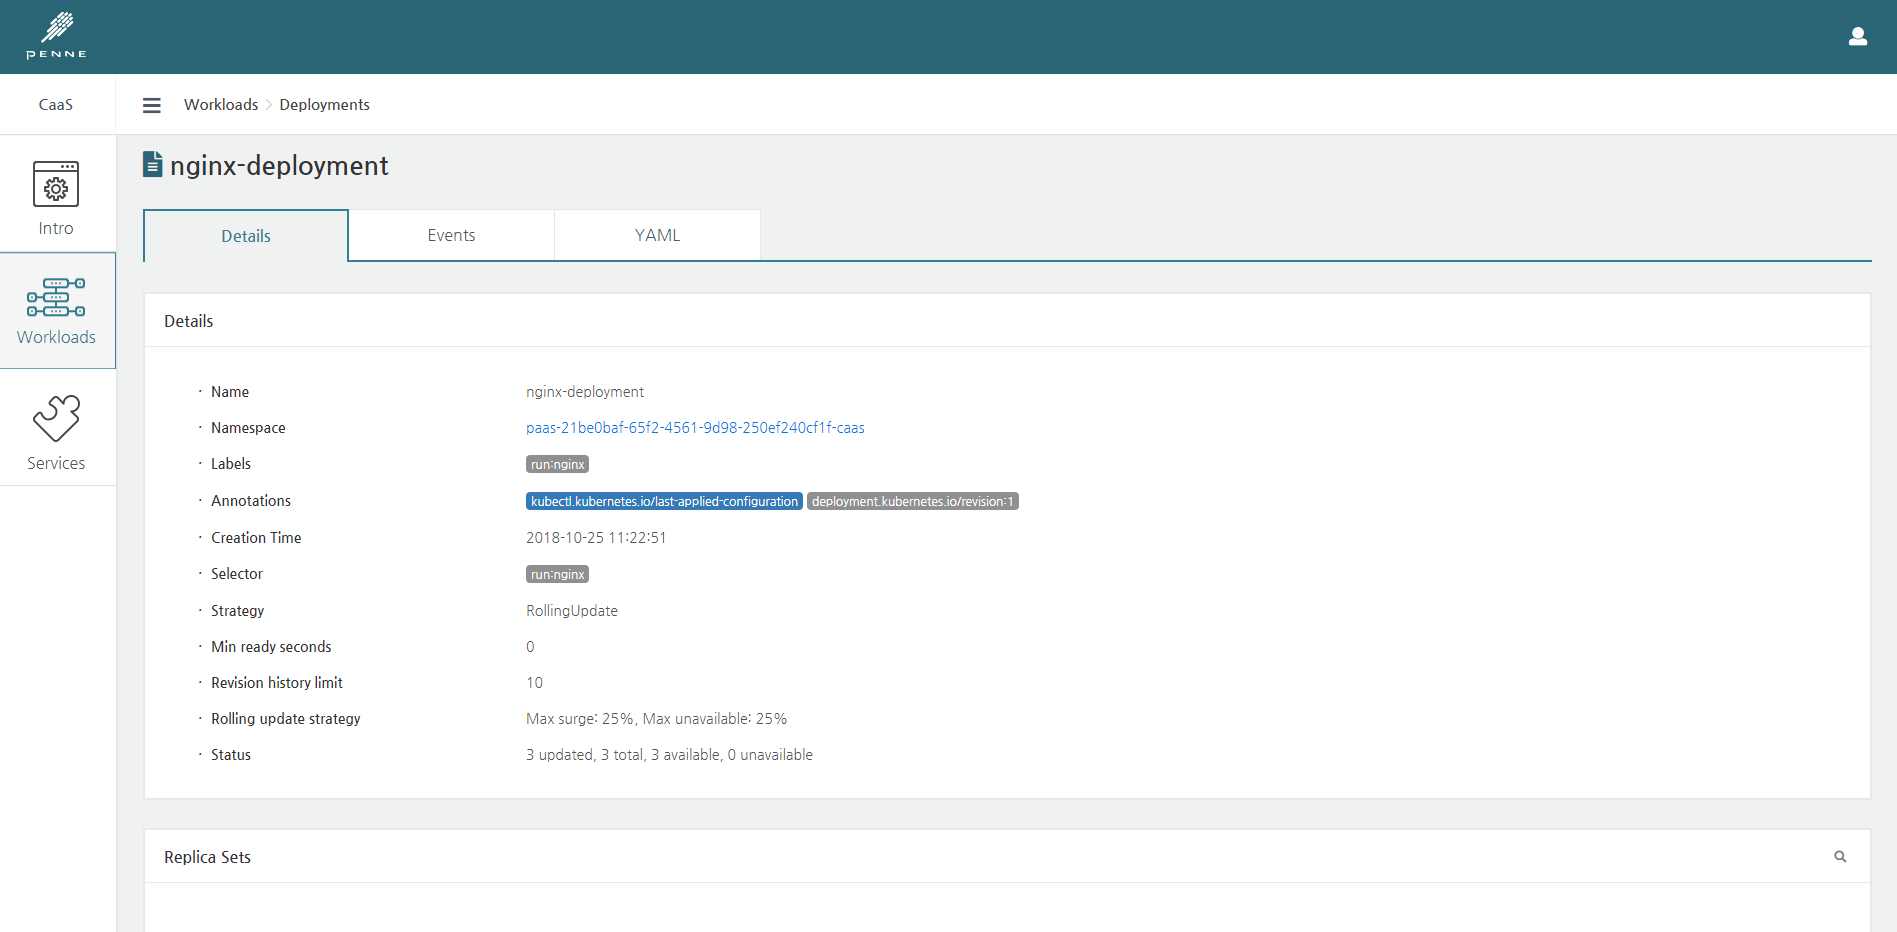 PENNE
CaaS
Workloads > Deployments
nginx-deployment
Intro
Workloads
Services
Details Events YAML
Details
· Name nginx-deployment
· Namespace paas-21be0baf-65f2-4561-9d98-250ef240cf1f-caas
· Labels run:nginx
· Annotations kubectl.kubernetes.io/last-applied-configuration deployment.kubernetes.io/revision:1
· Creation Time 2018-10-25 11:22:51
· Selector run:nginx
· Strategy RollingUpdate
· Min ready seconds 0
· Revision history limit 10
· Rolling update strategy Max surge: 25%, Max unavailable: 25%
· Status 3 updated, 3 total, 3 available, 0 unavailable
Replica Sets